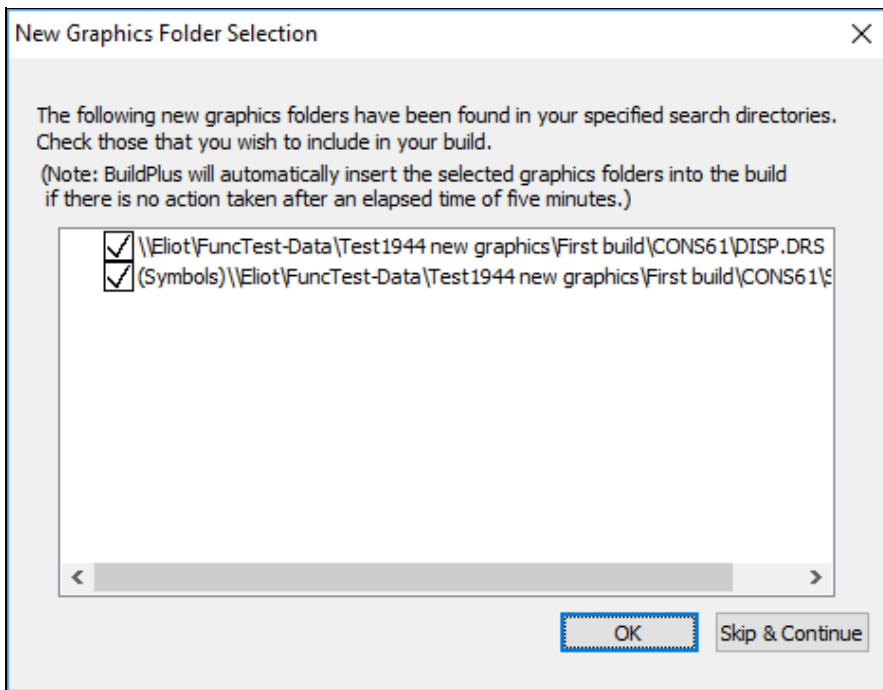 New Graphics Folder Selection
The following new graphics folders have been found in your specified search directories.
Check those that you wish to include in your build.
(Note: BuildPlus will automatically insert the selected graphics folders into the build
if there is no action taken after an elapsed time of five minutes.)
\\Eliot\FuncTest-Data\Test1944 new graphics\First build\CONS61\DISP.DRS
(Symbols)\\Eliot\FuncTest-Data\Test1944 new graphics\First build\CONS61\
OK
Skip & Continue